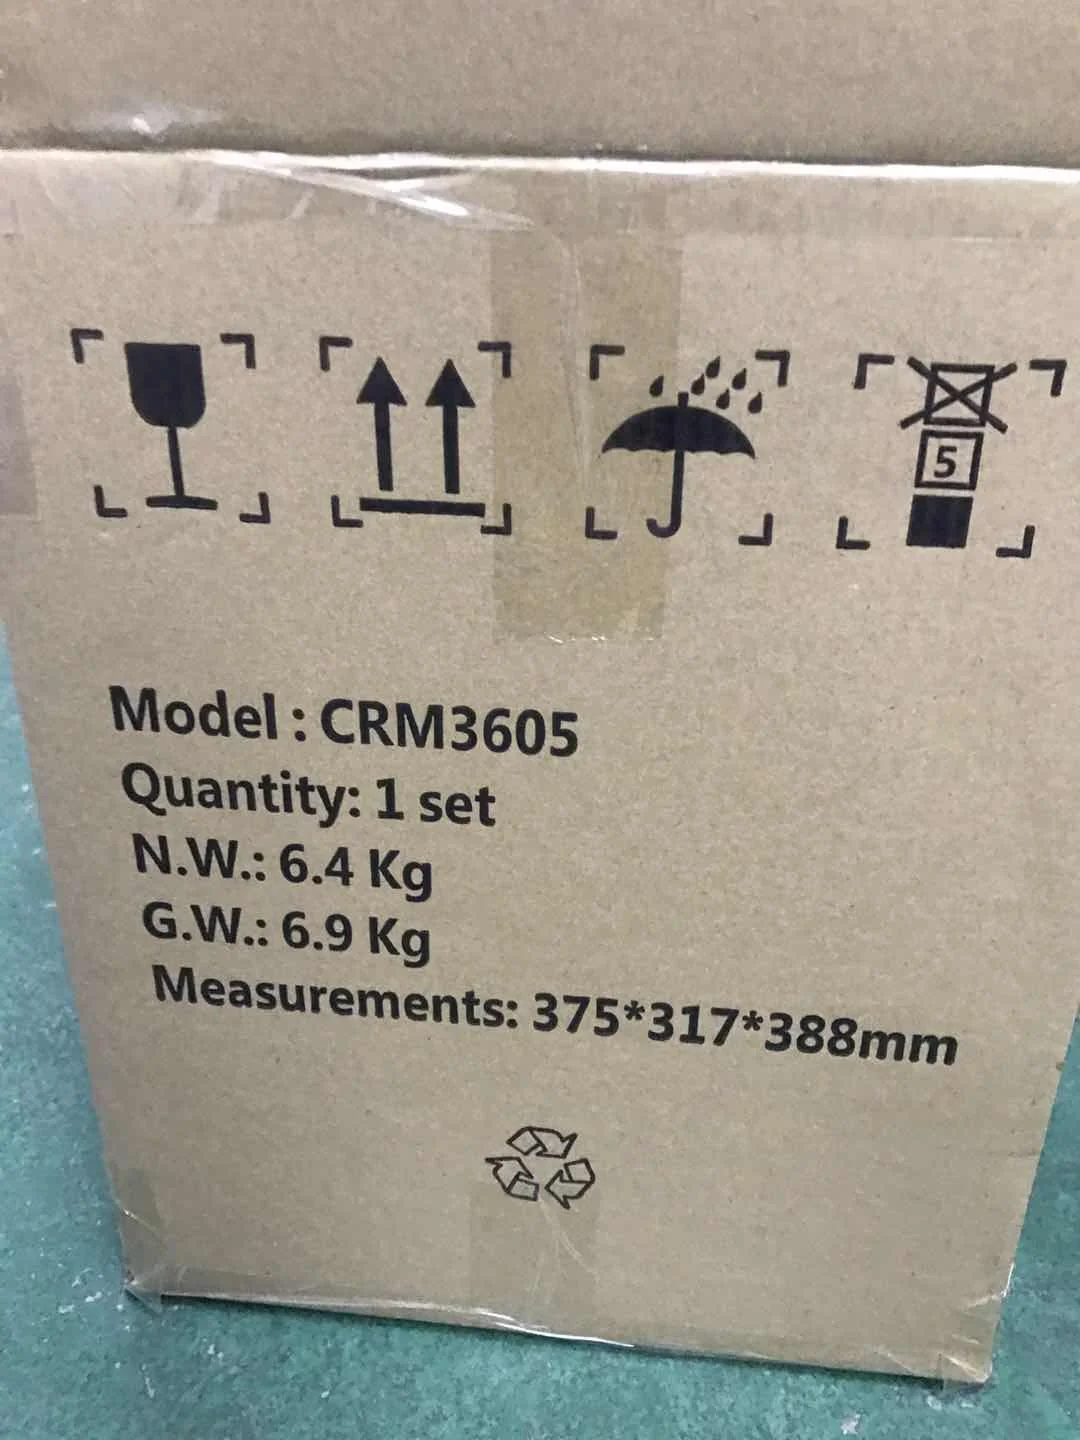 5
Model : CRM3605
Quantity: 1 set
N.W.: 6.4 Kg
G.W.: 6.9 Kg
Measurements: 375*317*388mm